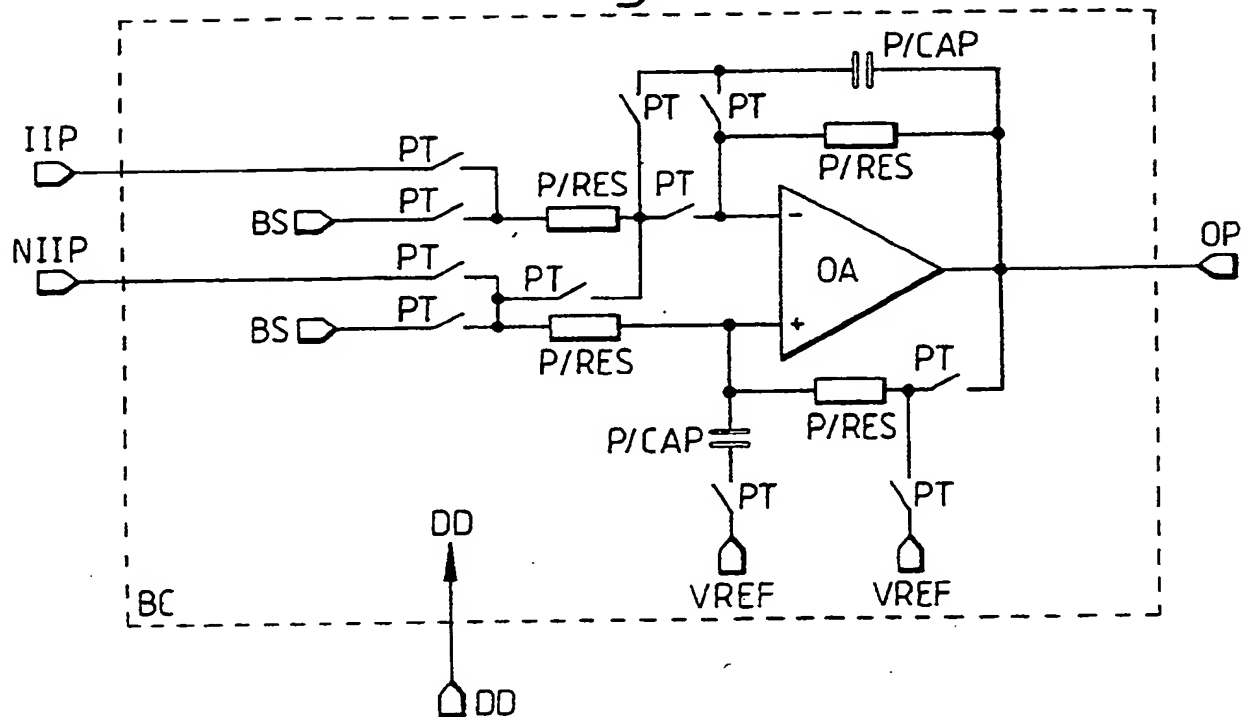 P/CAP
PT
PT
IIP
PT
P/RES
P/RES
PT
BS
PT
NIIP
PT
OP
OA
-
PT
BS
PT
+
P/RES
PT
P/CAP
P/RES
PT
PT
DD
VREF
VREF
BC
DD